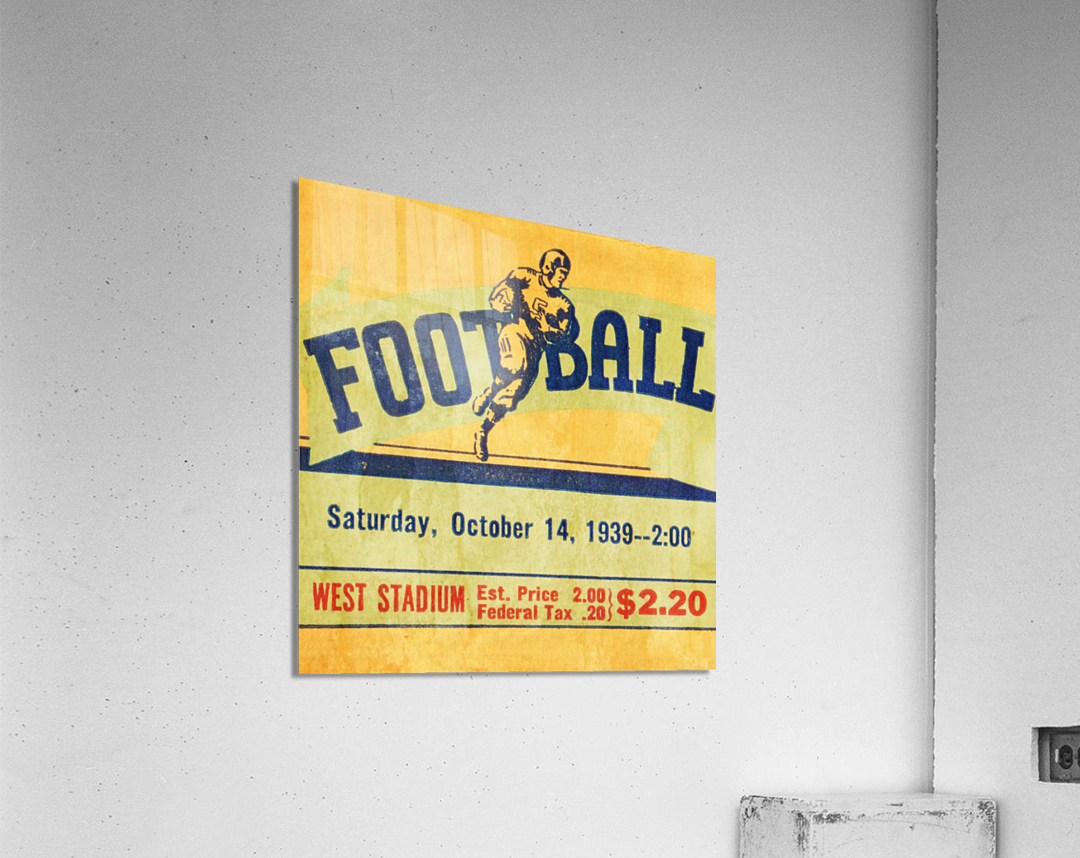 FOOTBALL
Saturday, October 14, 1939--2:00
WEST STADIUM Est. Price 2.00} $2.20
Federal Tax .20}